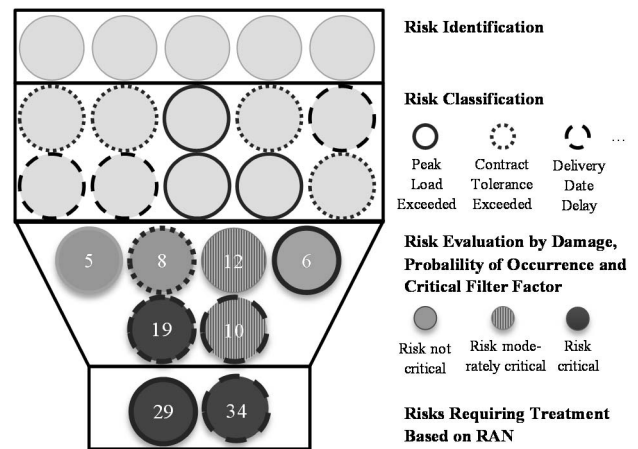 Risk Identification
Risk Classification
...
Peak Load Exceeded
Contract Tolerance Exceeded
Delivery Date Delay
5 8 12 6
19 10
Risk Evaluation by Damage,
Probalility of Occurrence and
Critical Filter Factor
Risk not critical
Risk mode-rately critical
Risk critical
29 34
Risks Requiring Treatment
Based on RAN